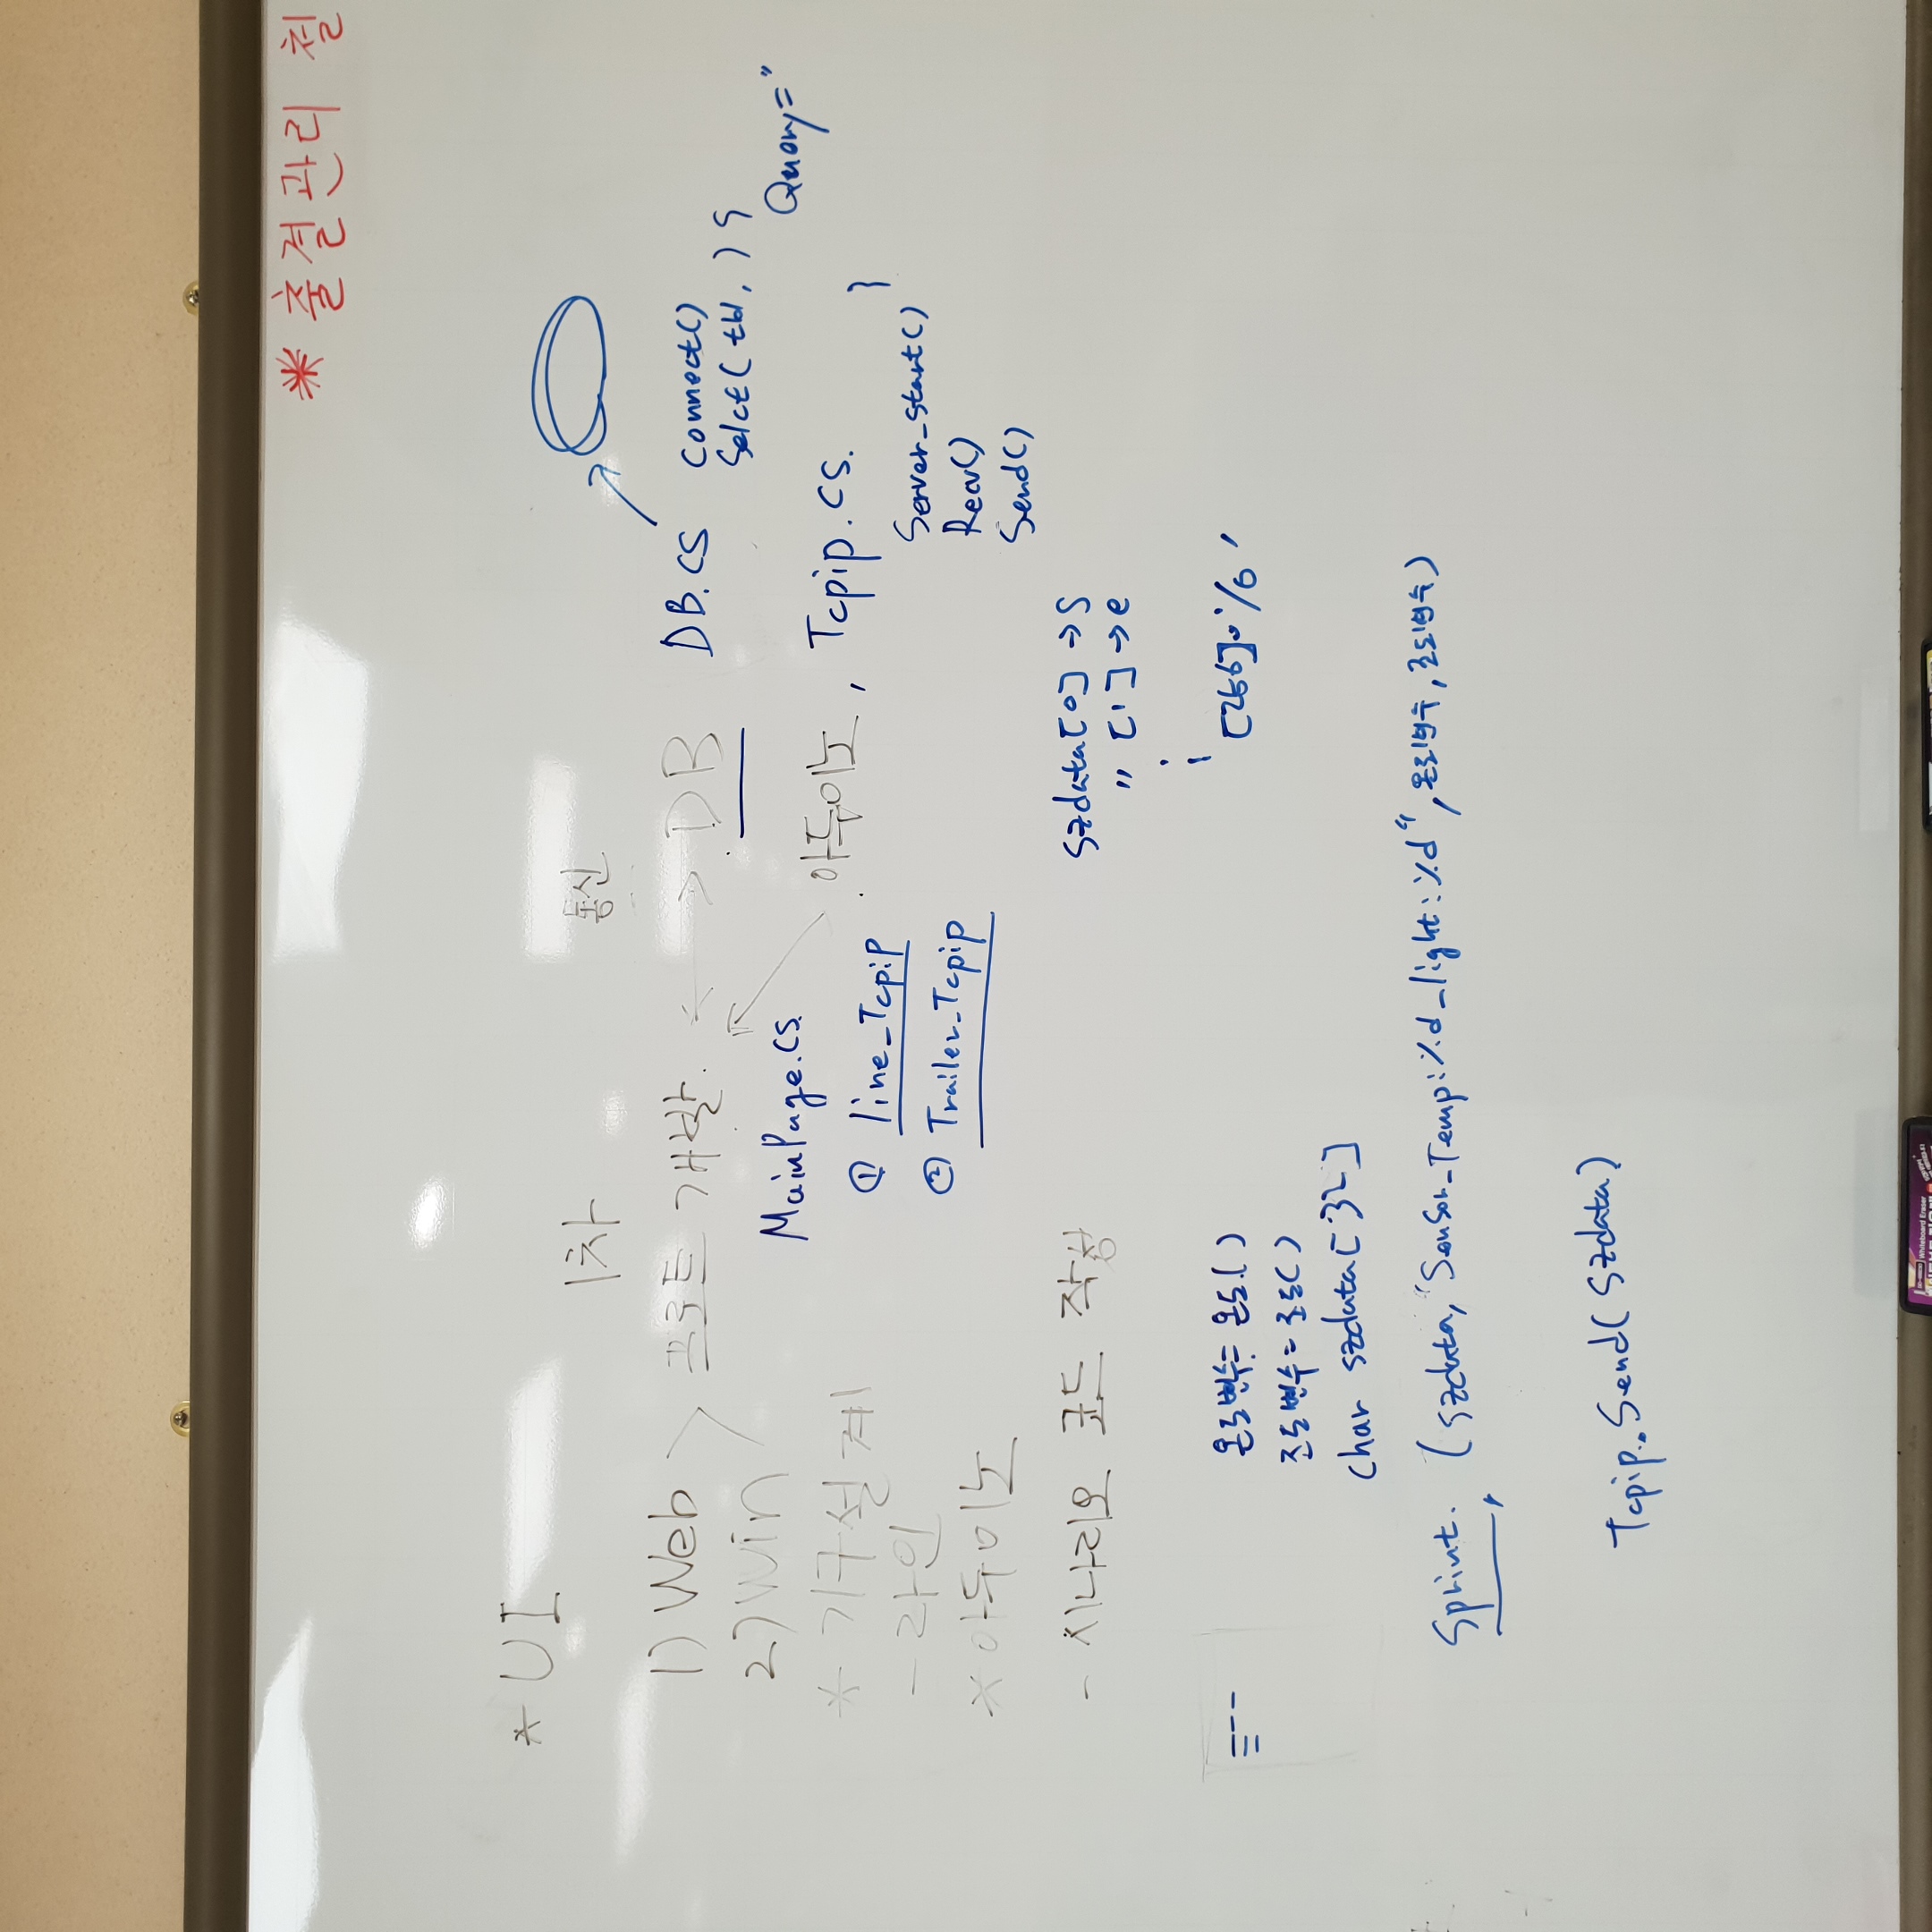 * 출결관리 철
* UI
1차
통신
1) Web
프로트 개발.
DB
DB.CS
Connect()
Selct( tbl, ) {
2) Win
Query="
MainPage.CS.
* 기구설계
아두이노, Tcpip.CS.
① line_Tcpip
}
- 라인
Server_start()
② Trailer_Tcpip
Recv()
* 아두이노
Send()
- 시나리오 코드 작성
szdata[0] → S
" [1] → e
온도변수= 온도()
조도변수= 조도()
char szdata[32]
Sprint. (szdata, "Sensor_Temp:%d_light:%d", 온도변수, 조도변수)
Tcpip.Send(szdata)
Whiteboard Eraser